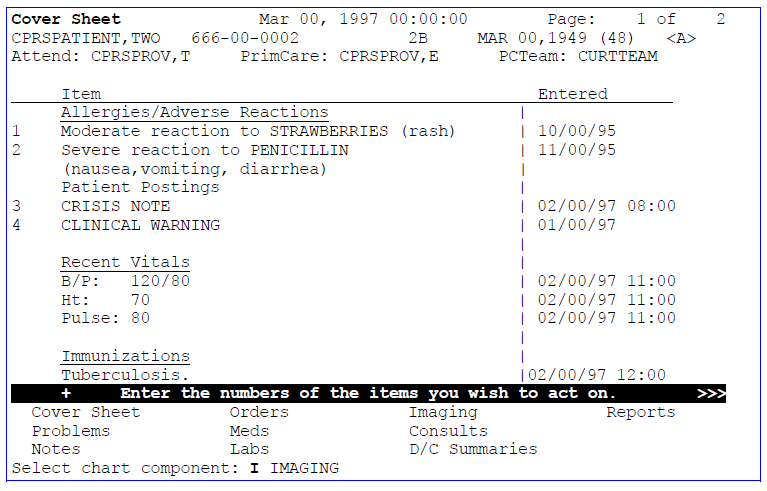 Cover Sheet Mar 00, 1997 00:00:00 Page: 1 of 2
CPRSPATIENT,TWO 666-00-0002 2B MAR 00,1949 (48) <A>
Attend: CPRSPROV,T PrimCare: CPRSPROV,E PCTeam: CURTTEAM
Item Entered
Allergies/Adverse Reactions |
1 Moderate reaction to STRAWBERRIES (rash) | 10/00/95
2 Severe reaction to PENICILLIN | 11/00/95
(nausea,vomiting, diarrhea) |
Patient Postings |
3 CRISIS NOTE | 02/00/97 08:00
4 CLINICAL WARNING | 01/00/97
|
Recent Vitals |
B/P: 120/80 | 02/00/97 11:00
Ht: 70 | 02/00/97 11:00
Pulse: 80 | 02/00/97 11:00
|
Immunizations |
Tuberculosis. |02/00/97 12:00
+ Enter the numbers of the items you wish to act on. >>>
Cover Sheet Orders Imaging Reports
Problems Meds Consults
Notes Labs D/C Summaries
Select chart component: I IMAGING